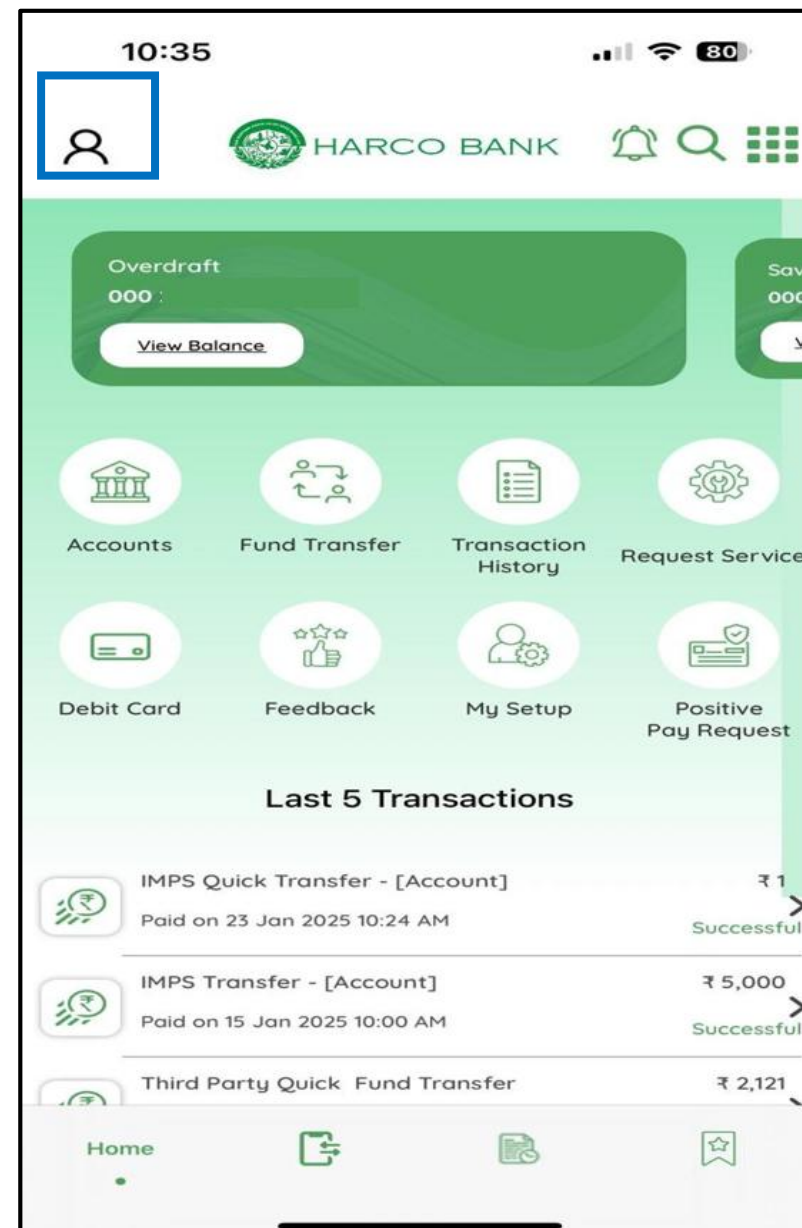 10:35
80
HARCO BANK
Overdraft
000
View Balance
Accounts
Fund Transfer
Transaction
History
Request Service
Debit Card
Feedback
My Setup
Positive
Pay Request
Last 5 Transactions
IMPS Quick Transfer - [Account] ₹ 1
Paid on 23 Jan 2025 10:24 AM
Successful
IMPS Transfer - [Account] ₹ 5,000
Paid on 15 Jan 2025 10:00 AM
Successful
Third Party Quick Fund Transfer ₹ 2,121
Home